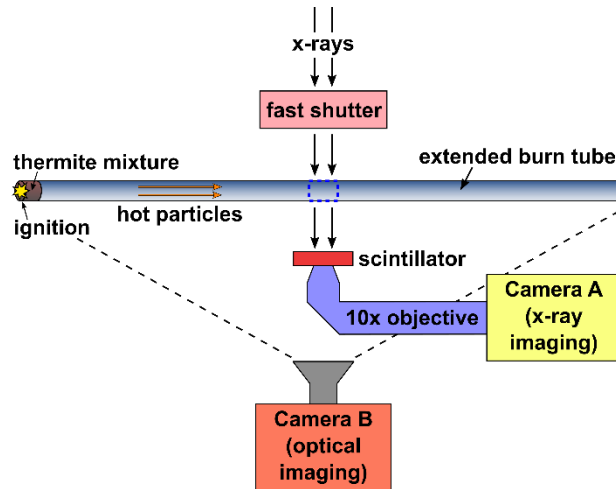 x-rays
fast shutter
thermite mixture
extended burn tube
hot particles
ignition
scintillator
10x objective
Camera A
(x-ray
imaging)
Camera B
(optical
imaging)